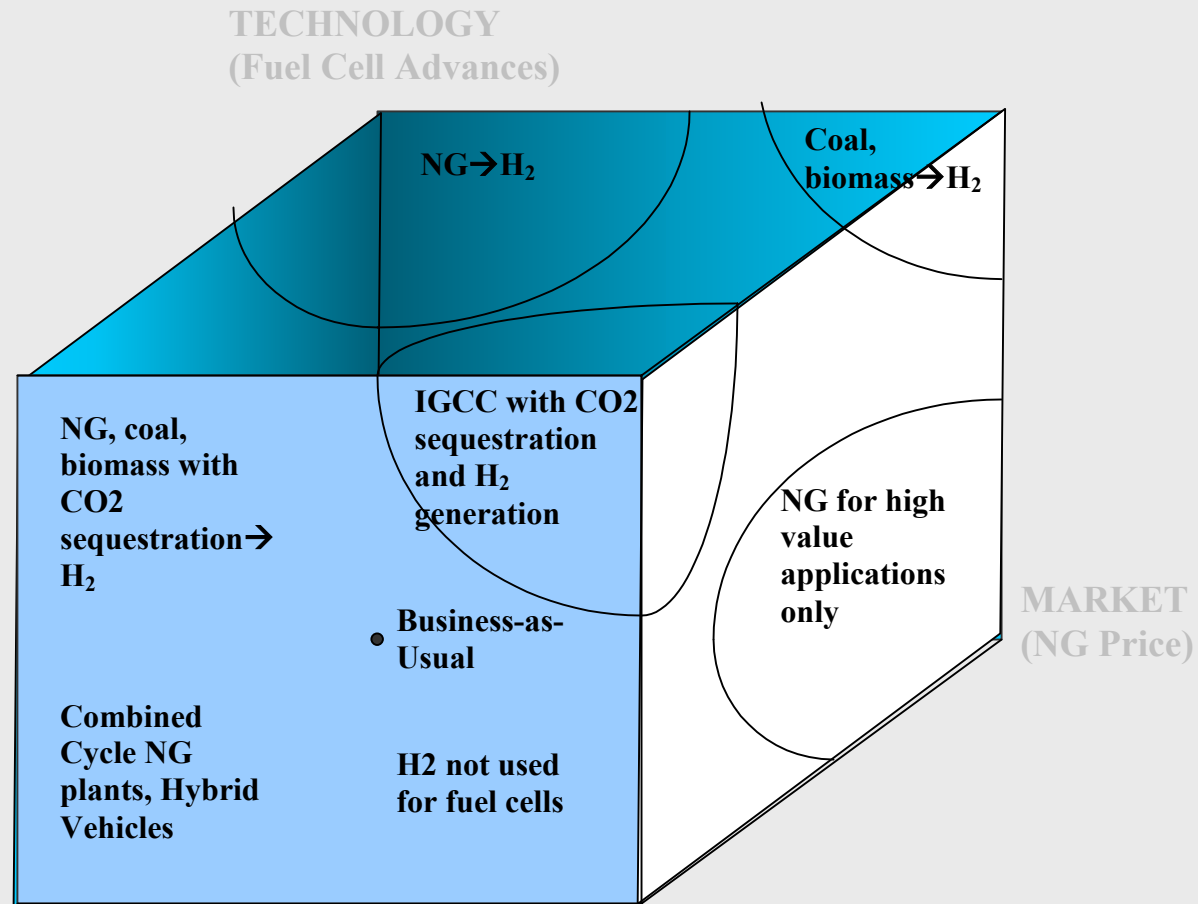 TECHNOLOGY
(Fuel Cell Advances)
NG→H₂
Coal,
biomass→H₂
NG, coal,
biomass with
CO2
sequestration→
H₂
IGCC with CO2
sequestration
and H₂
generation
NG for high
value
applications
only
Business-as-
Usual
MARKET
(NG Price)
Combined
Cycle NG
plants, Hybrid
Vehicles
H2 not used
for fuel cells